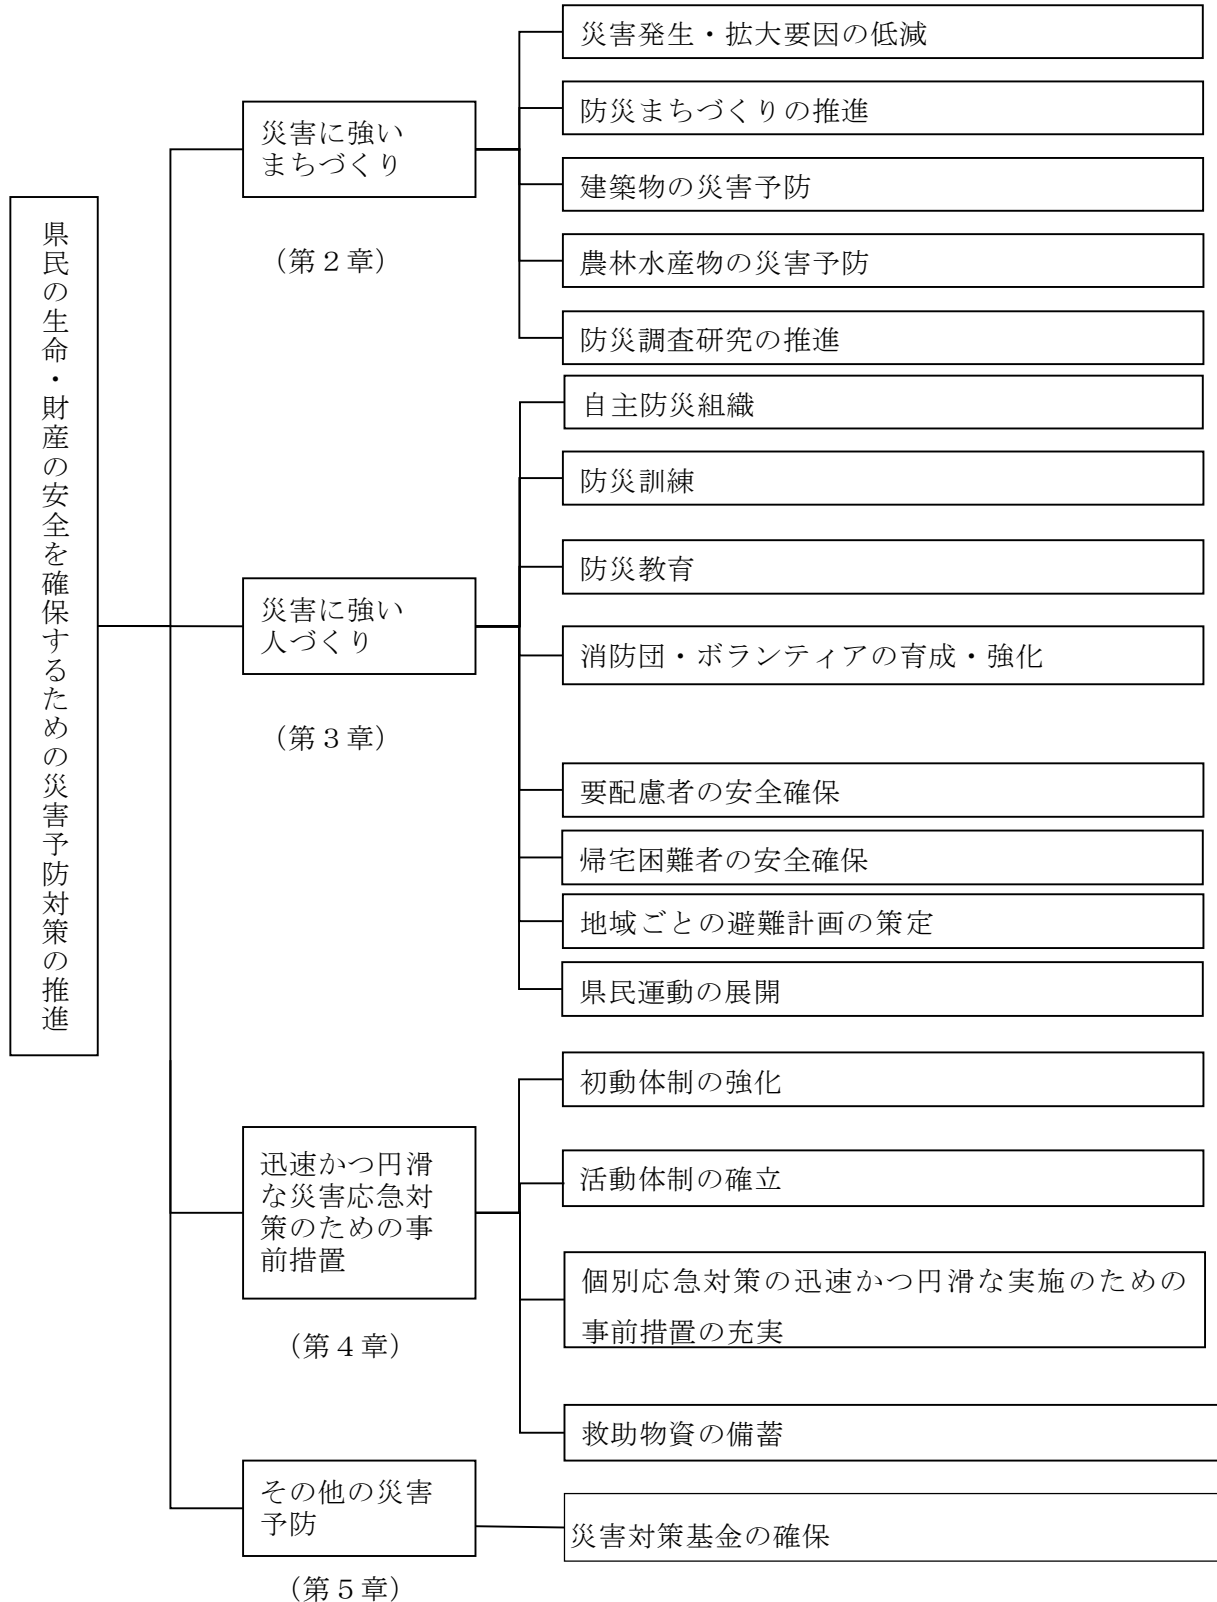 県民の生命・財産の安全を確保するための災害予防対策の推進
災害に強い
まちづくり
（第２章）
災害発生・拡大要因の低減
防災まちづくりの推進
建築物の災害予防
農林水産物の災害予防
防災調査研究の推進
災害に強い
人づくり
（第３章）
自主防災組織
防災訓練
防災教育
消防団・ボランティアの育成・強化
要配慮者の安全確保
帰宅困難者の安全確保
地域ごとの避難計画の策定
県民運動の展開
迅速かつ円滑
な災害応急対
策のための事
前措置
（第４章）
初動体制の強化
活動体制の確立
個別応急対策の迅速かつ円滑な実施のための
事前措置の充実
救助物資の備蓄
その他の災害
予防
（第５章）
災害対策基金の確保